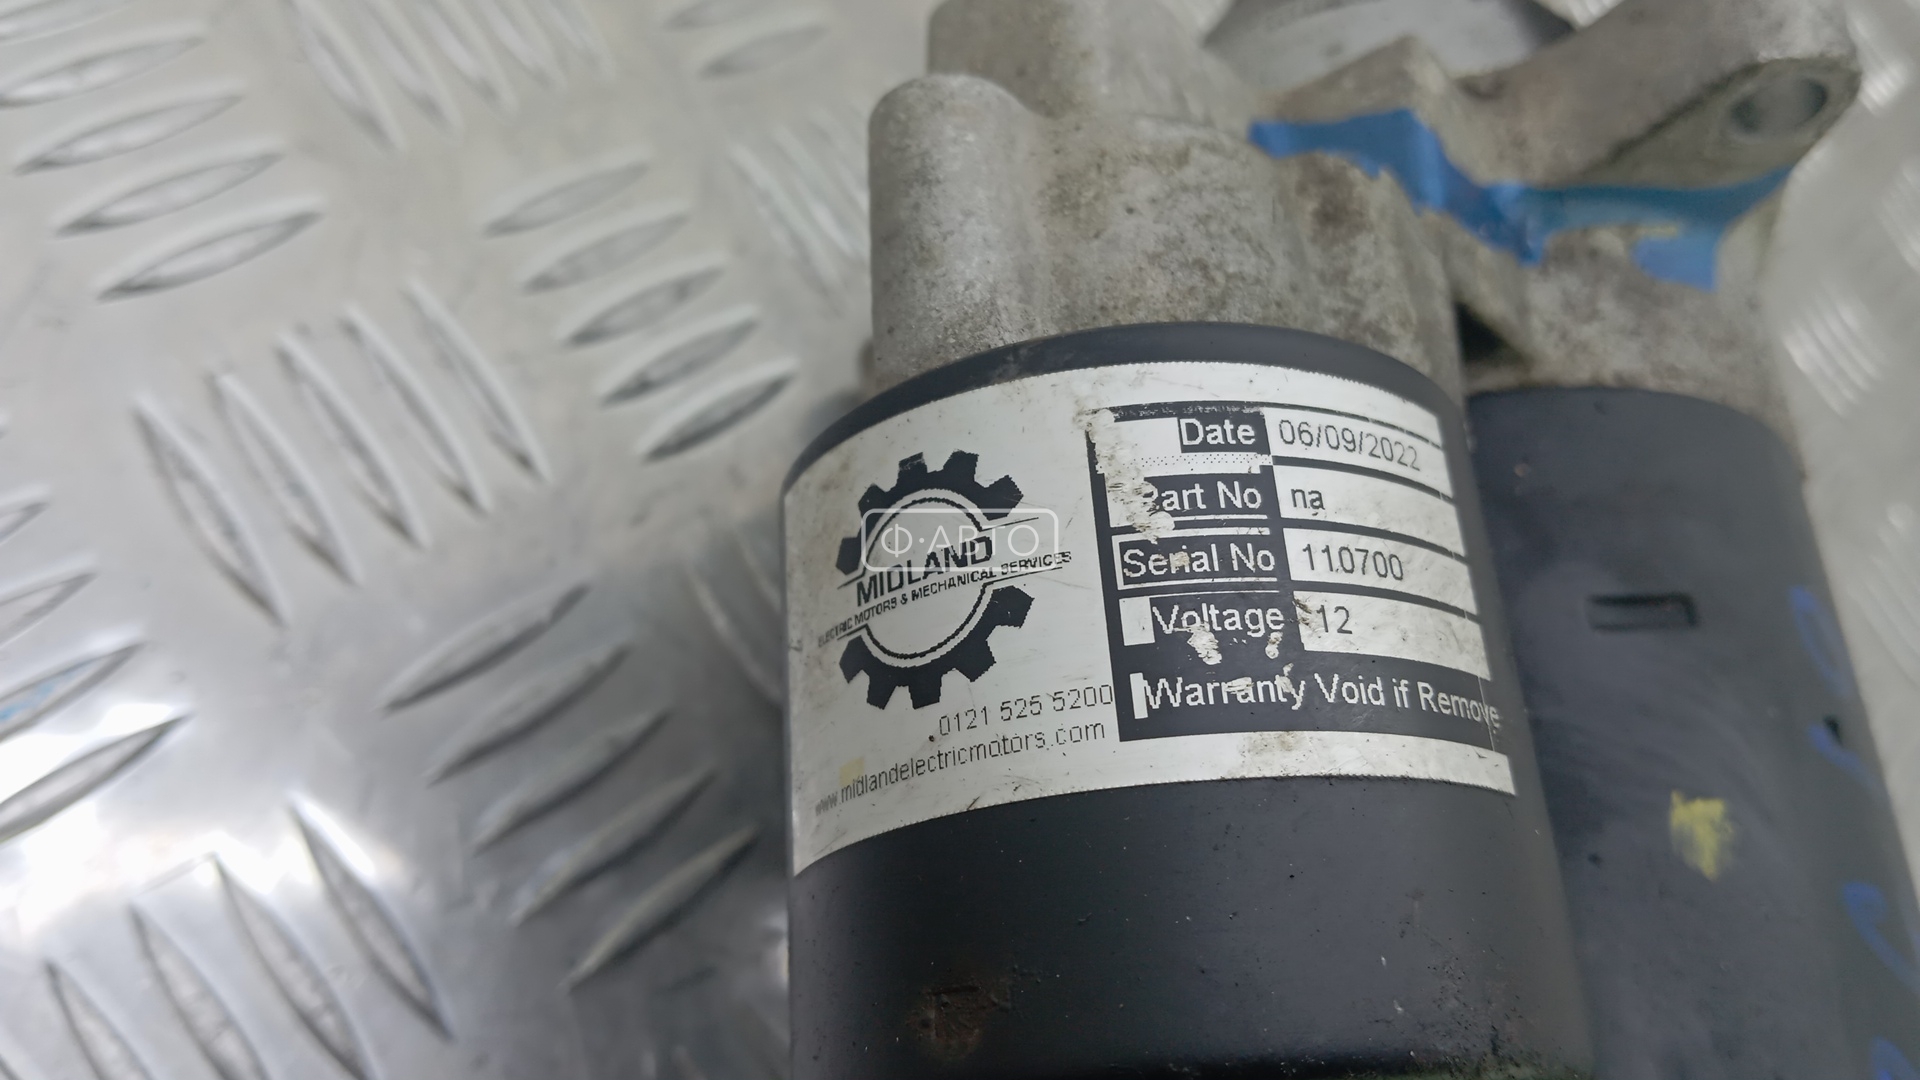 Date 06/09/2022
Part No na
Serial No 110700
Voltage 12
Warranty Void if Remove
Ф·АВТО
MIDLAND
ELECTRIC MOTORS & MECHANICAL SERVICES
0121 525 5200
www.midlandelectricmotors.com